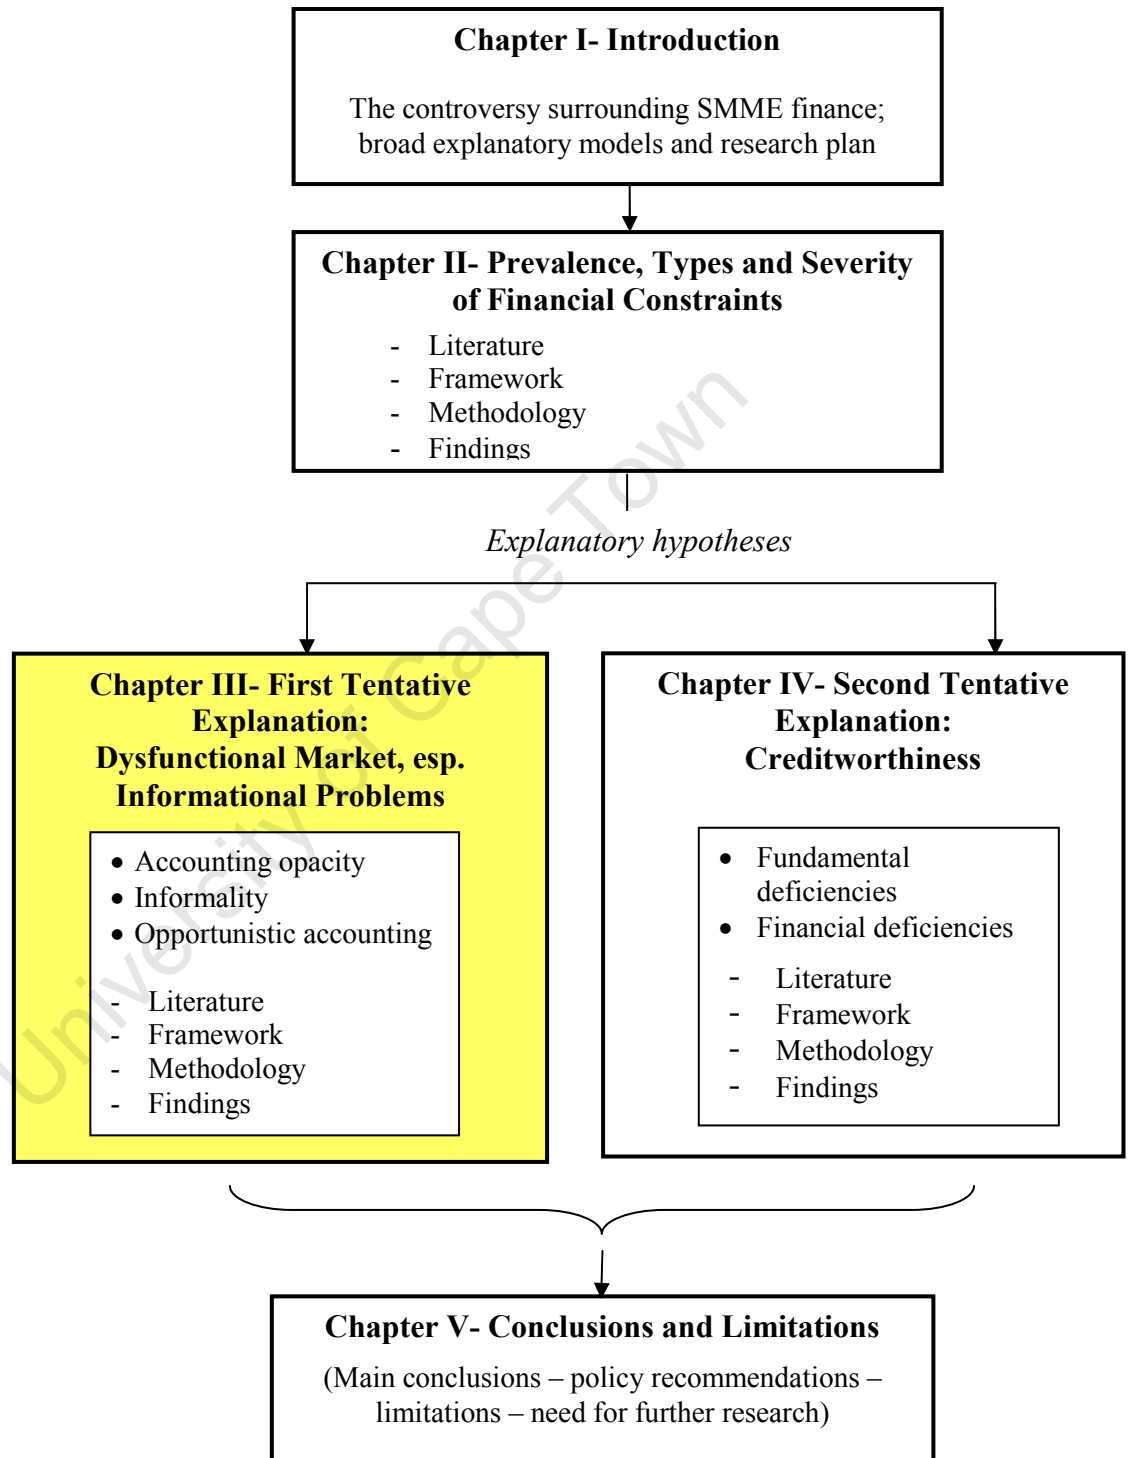 Chapter I- Introduction
The controversy surrounding SMME finance;
broad explanatory models and research plan
Chapter II- Prevalence, Types and Severity
of Financial Constraints
- Literature
- Framework
- Methodology
- Findings
Explanatory hypotheses
Chapter III- First Tentative
Explanation:
Dysfunctional Market, esp.
Informational Problems
• Accounting opacity
• Informality
• Opportunistic accounting
- Literature
- Framework
- Methodology
- Findings
Chapter IV- Second Tentative
Explanation:
Creditworthiness
• Fundamental
deficiencies
• Financial deficiencies
- Literature
- Framework
- Methodology
- Findings
Chapter V- Conclusions and Limitations
(Main conclusions – policy recommendations –
limitations – need for further research)
University of Cape Town